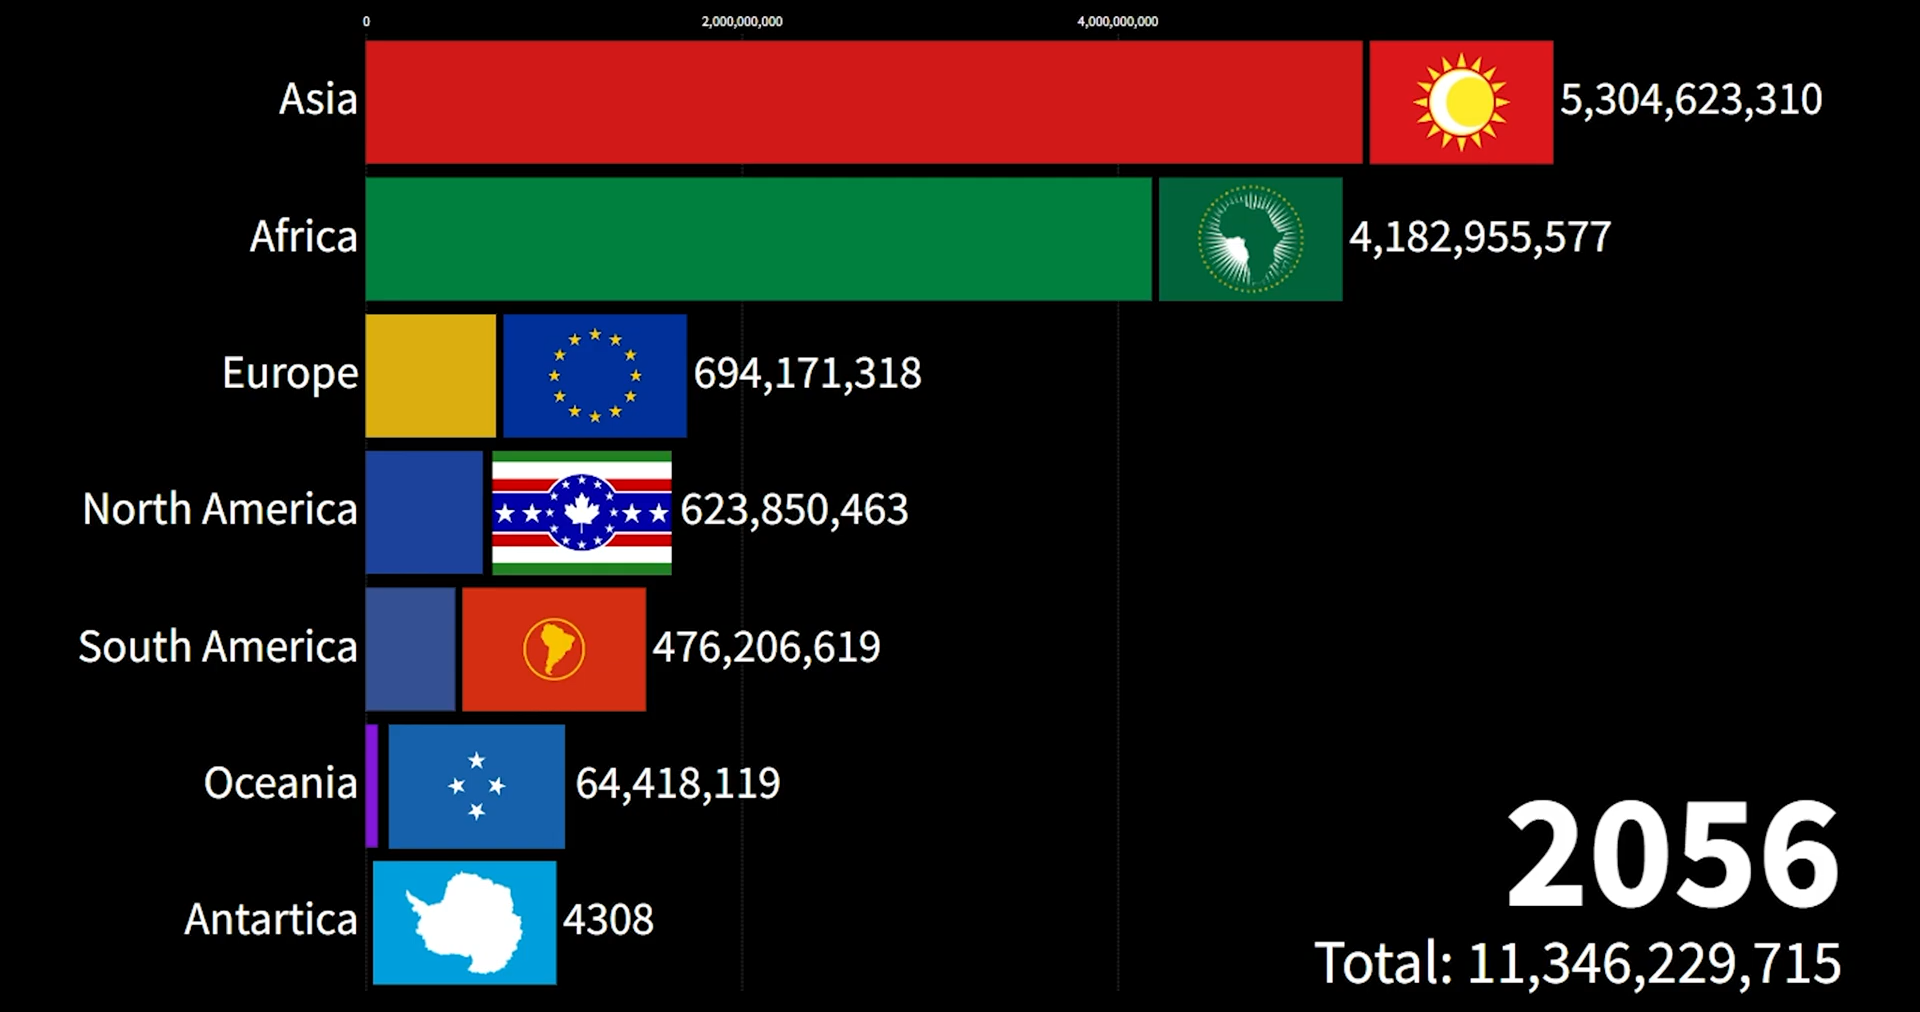 0 2,000,000,000 4,000,000,000
Asia 5,304,623,310
Africa 4,182,955,577
Europe 694,171,318
North America 623,850,463
South America 476,206,619
Oceania 64,418,119
Antartica 4308
2056
Total: 11,346,229,715